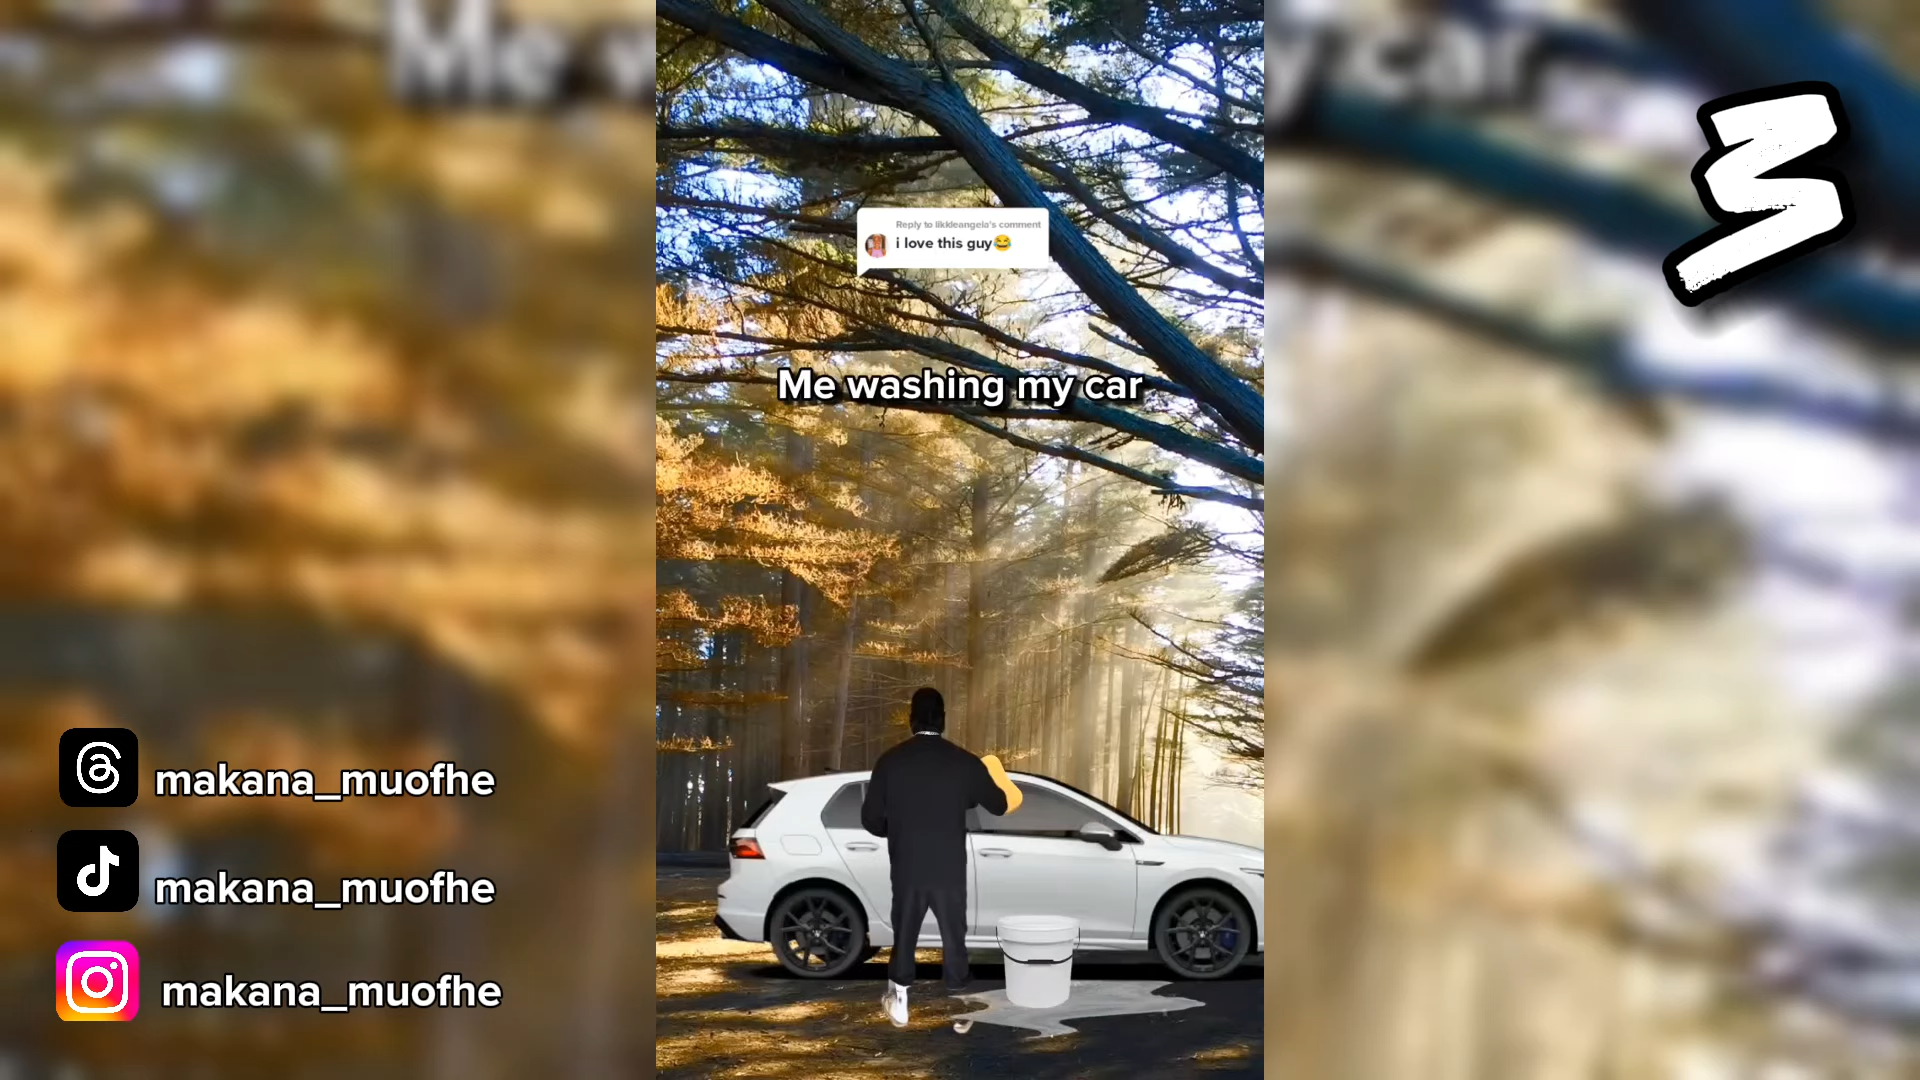 Reply to likkleangela's comment
i love this guy😂
Me washing my car
makana_muofhe
makana_muofhe
makana_muofhe